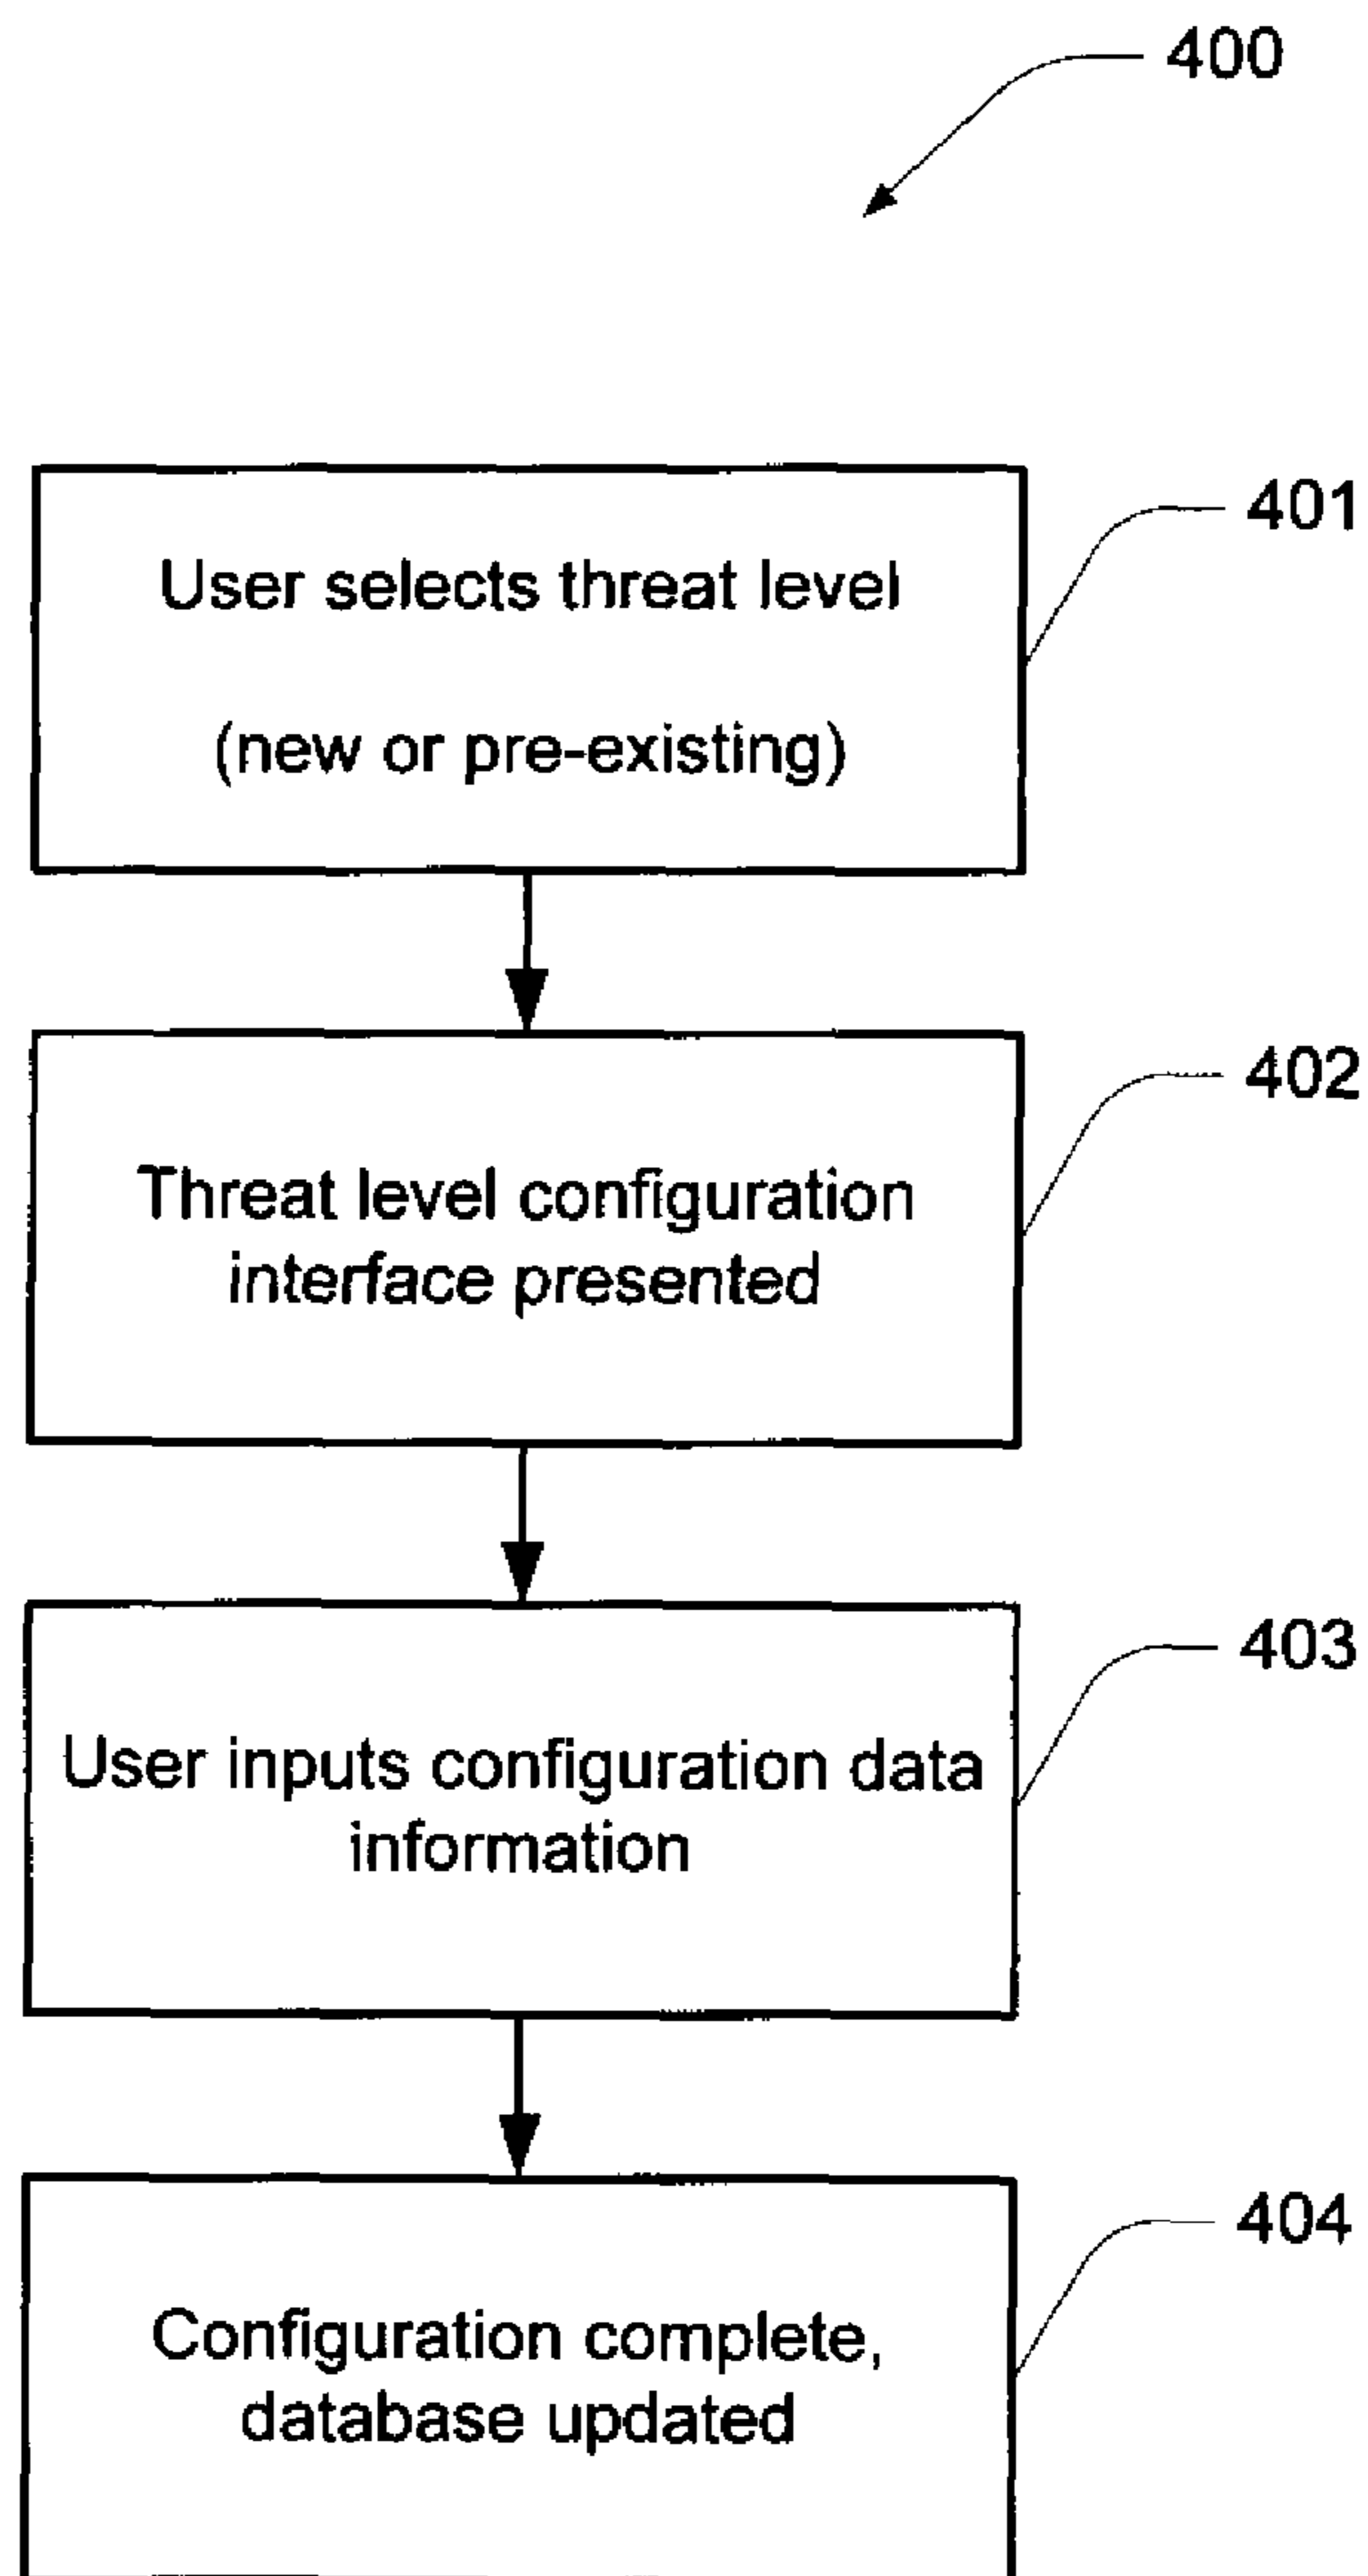 400
401
User selects threat level
(new or pre-existing)
402
Threat level configuration
interface presented
403
User inputs configuration data
information
404
Configuration complete,
database updated